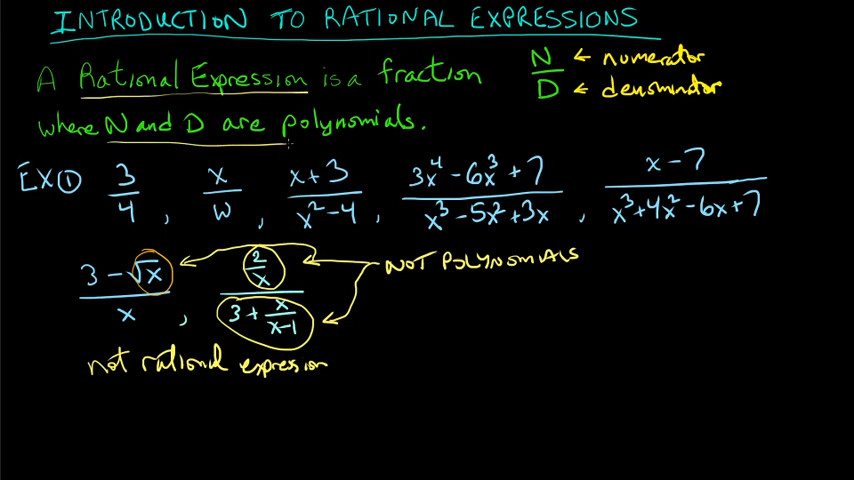 INTRODUCTION TO RATIONAL EXPRESSIONS
A Rational Expression is a fraction
where N and D are polynomials.
N ← numerator
D ← denominator
EX① 3/4 , x/w , (x+3)/(x²-4) , (3x⁴-6x³+7)/(x³-5x²+3x) , (x-7)/(x³+4x²-6x+7)
(3-√x)/x , (2/x)/(3+x/(x-1)) NOT POLYNOMIALS
not rational expression